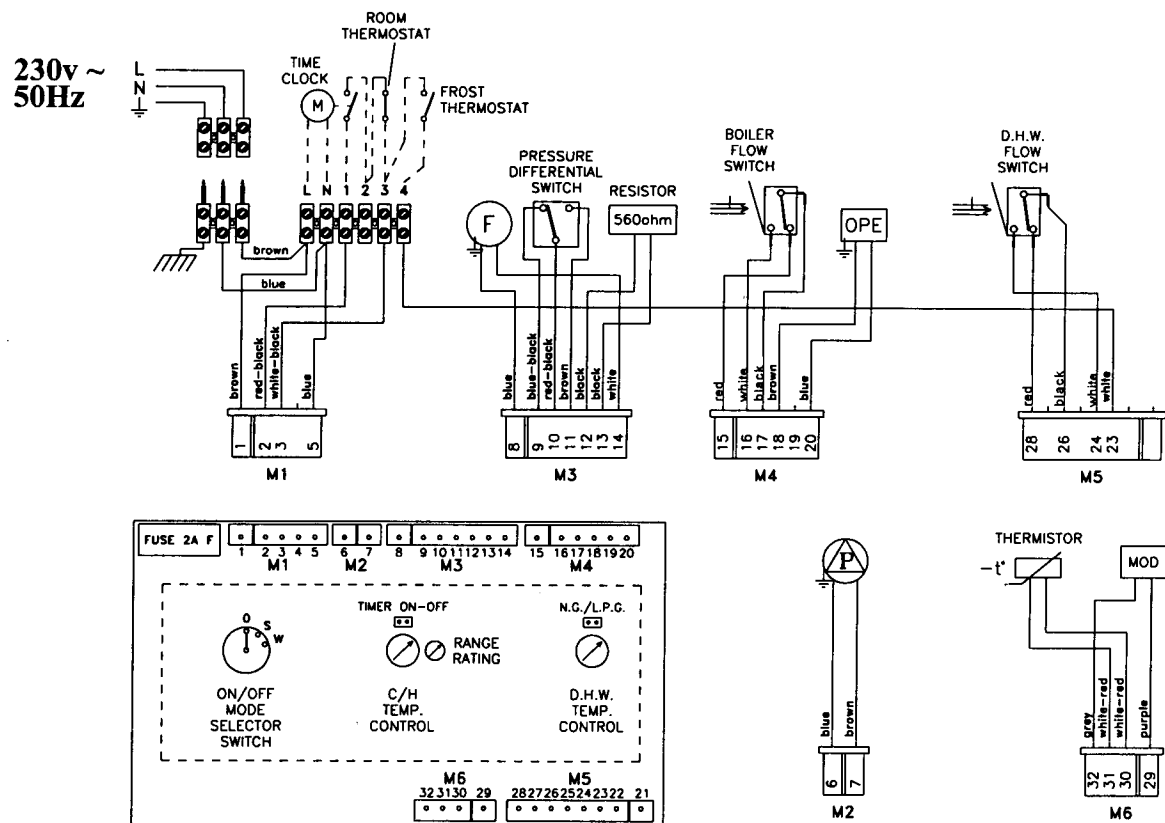 230v ~
50Hz
L
N
TIME
CLOCK
M
ROOM
THERMOSTAT
FROST
THERMOSTAT
L N 1 2 3 4
brown
blue
brown
red-black
white-black
blue
1 2 3 5
M1
F
PRESSURE
DIFFERENTIAL
SWITCH
RESISTOR
560ohm
blue
blue-black
red-black
brown
black
black
white
8 9 10 11 12 13 14
M3
BOILER
FLOW
SWITCH
OPE
red
white
black
brown
blue
15 16 17 18 19 20
M4
D.H.W.
FLOW
SWITCH
red
black
white
white
28 26 24 23
M5
FUSE 2A F
1 2 3 4 5
M1
6 7
M2
8 9 10 11 12 13 14
M3
15 16 17 18 19 20
M4
O
S
W
ON/OFF
MODE
SELECTOR
SWITCH
TIMER ON-OFF
RANGE
RATING
C/H
TEMP.
CONTROL
N.G./L.P.G.
D.H.W.
TEMP.
CONTROL
M6
32 31 30 29
M5
28 27 26 25 24 23 22 21
P
blue
brown
6 7
M2
THERMISTOR
-t°
MOD
grey
white-red
white-red
purple
32 31 30 29
M6